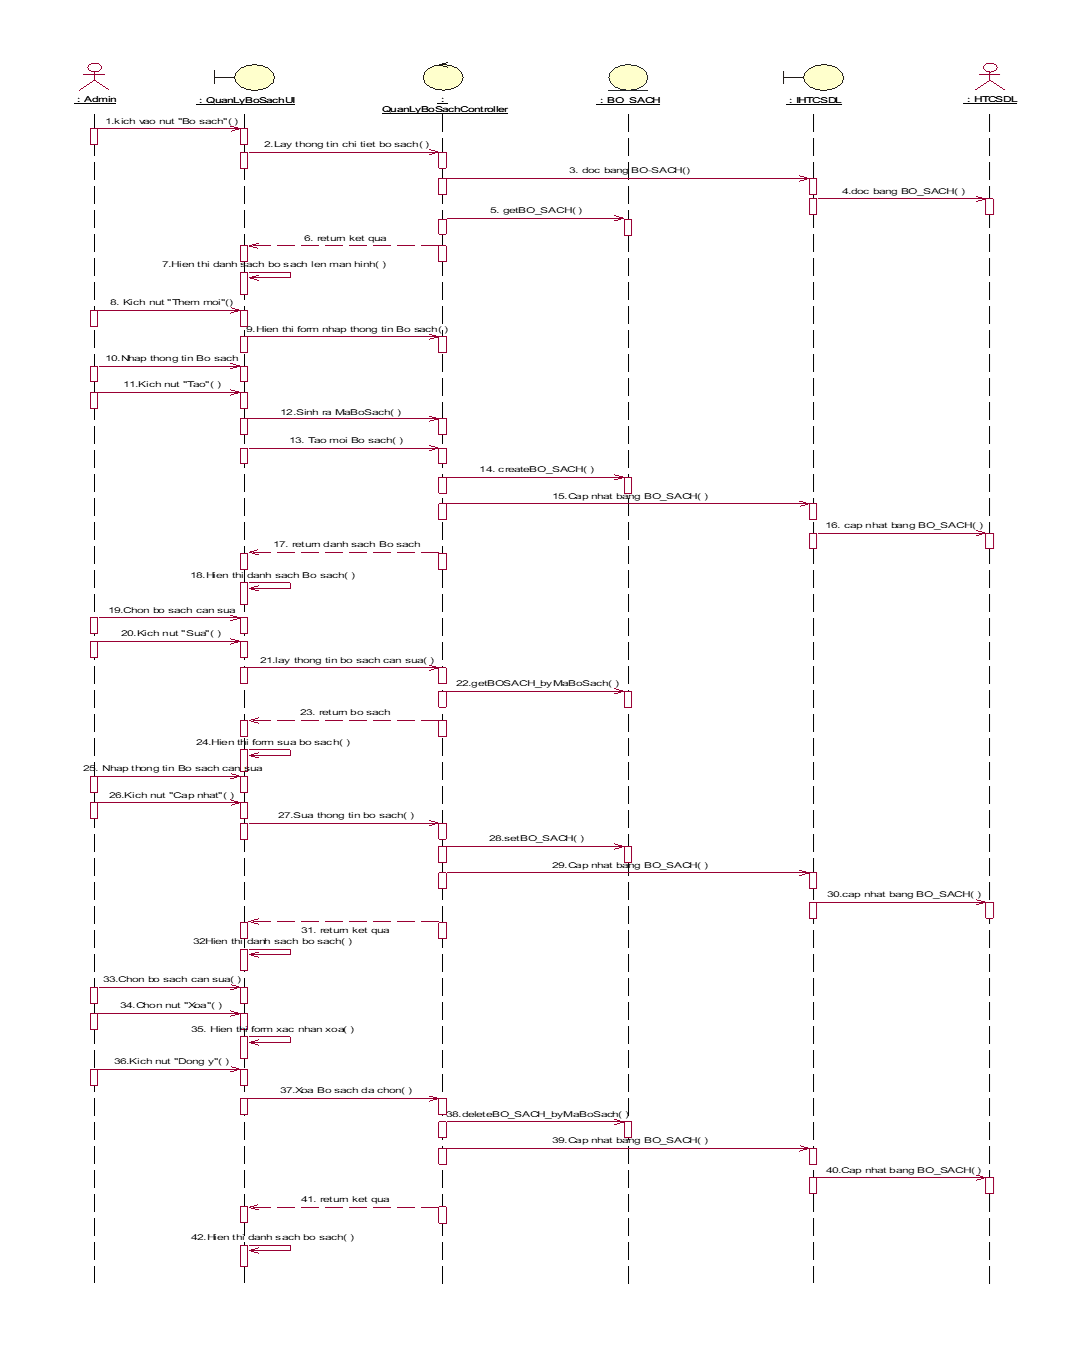 : Admin
: QuanLyBoSachUI
:
QuanLyBoSachController
: BO_SACH
: IHTCSDL
: HTCSDL
1.kich vao nut "Bo sach"( )
2.Lay thong tin chi tiet bo sach( )
3. doc bang BO-SACH()
4.doc bang BO_SACH( )
5. getBO_SACH( )
6. return ket qua
7.Hien thi danh sach bo sach len man hinh( )
8. Kich nut "Them moi"()
9.Hien thi form nhap thong tin Bo sach( )
10.Nhap thong tin Bo sach
11.Kich nut "Tao"( )
12.Sinh ra MaBoSach( )
13. Tao moi Bo sach( )
14. createBO_SACH( )
15.Cap nhat bang BO_SACH( )
16. cap nhat bang BO_SACH( )
17. return danh sach Bo sach
18.Hien thi danh sach Bo sach( )
19.Chon bo sach can sua
20.Kich nut "Sua"( )
21.lay thong tin bo sach can sua( )
22.getBOSACH_byMaBoSach( )
23. return bo sach
24.Hien thi form sua bo sach( )
25. Nhap thong tin Bo sach can sua
26.Kich nut "Cap nhat"( )
27.Sua thong tin bo sach( )
28.setBO_SACH( )
29.Cap nhat bang BO_SACH( )
30.cap nhat bang BO_SACH( )
31. return ket qua
32Hien thi danh sach bo sach( )
33.Chon bo sach can sua( )
34.Chon nut "Xoa"( )
35. Hien thi form xac nhan xoa( )
36.Kich nut "Dong y"( )
37.Xoa Bo sach da chon( )
38.deleteBO_SACH_byMaBoSach( )
39.Cap nhat bang BO_SACH( )
40.Cap nhat bang BO_SACH( )
41. return ket qua
42.Hien thi danh sach bo sach( )